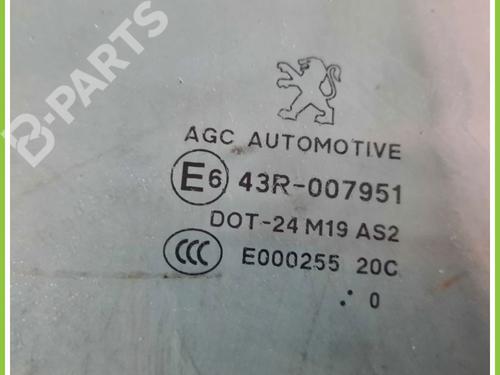 B-PARTS
AGC AUTOMOTIVE
E6 43R-007951
DOT-24 M19 AS2
CCC E000255 20C
.: 0